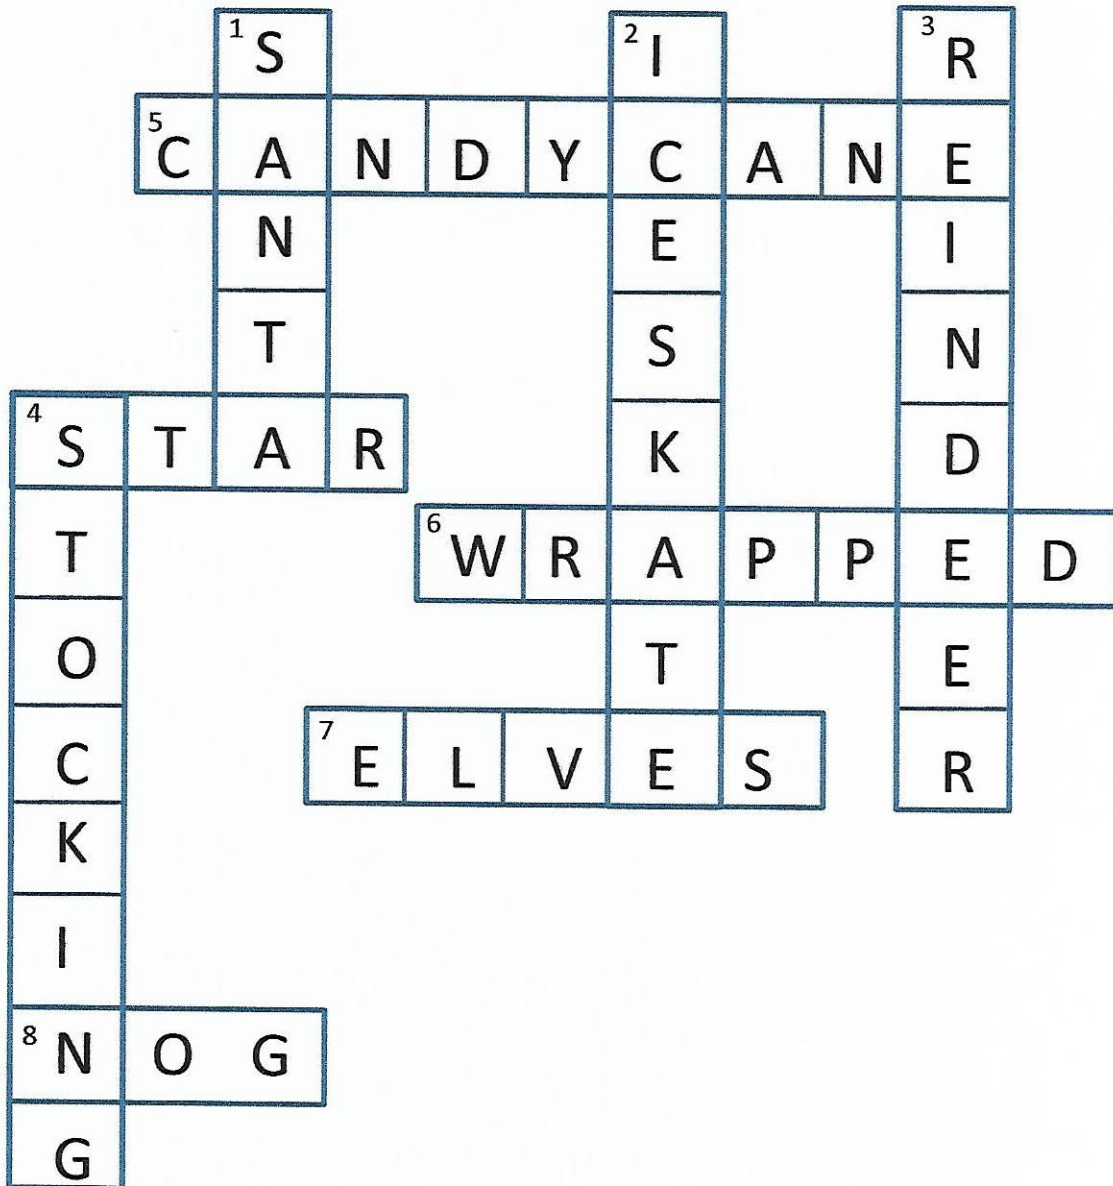 1 S 2 I 3 R
5 C A N D Y C A N E
N E I
T S N
4 S T A R K D
T 6 W R A P P E D
O T E
C 7 E L V E S R
K
I
8 N O G
G